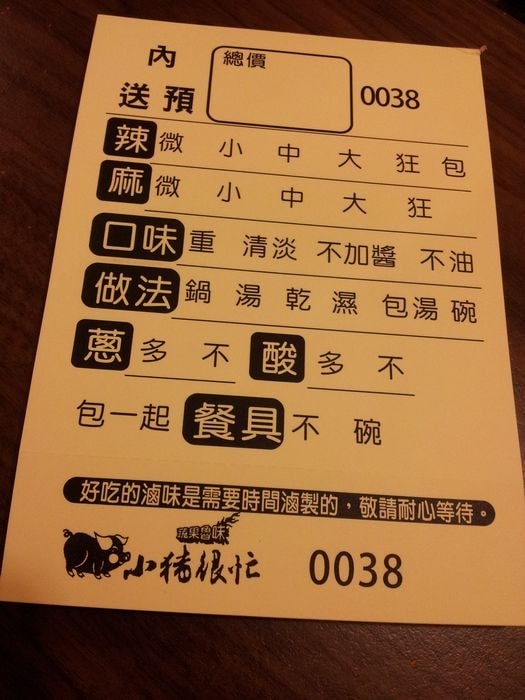 內 總價
送 預 0038
辣 微 小 中 大 狂 包
麻 微 小 中 大 狂
口味 重 清淡 不加醬 不油
做法 鍋 湯 乾 濕 包湯 碗
蔥 多 不 酸 多 不
包一起 餐具 不 碗
好吃的滷味是需要時間滷製的，敬請耐心等待。
蔬果魯味
小豬很忙 0038